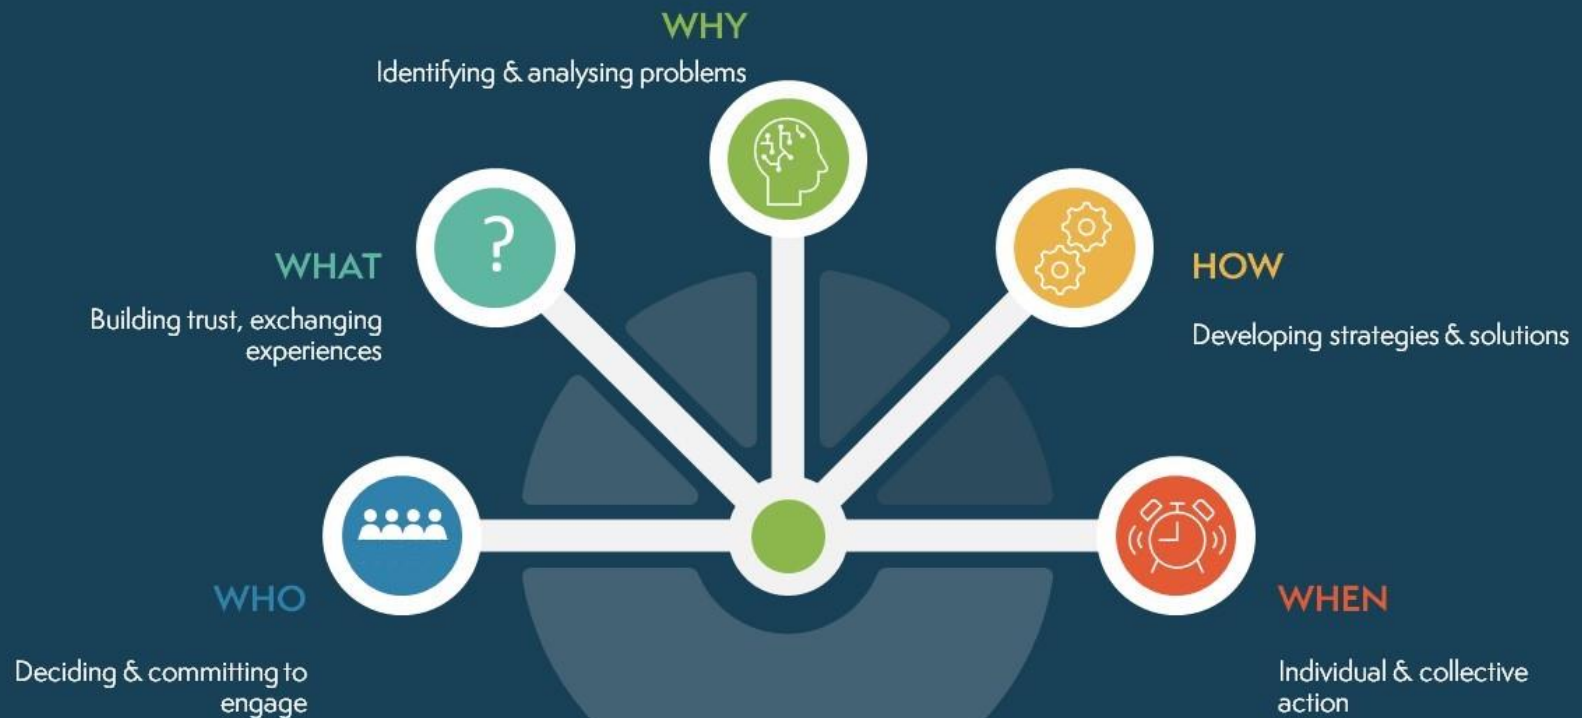 WHY
Identifying & analysing problems
?
WHAT
Building trust, exchanging
experiences
HOW
Developing strategies & solutions
WHO
Deciding & committing to
engage
WHEN
Individual & collective
action